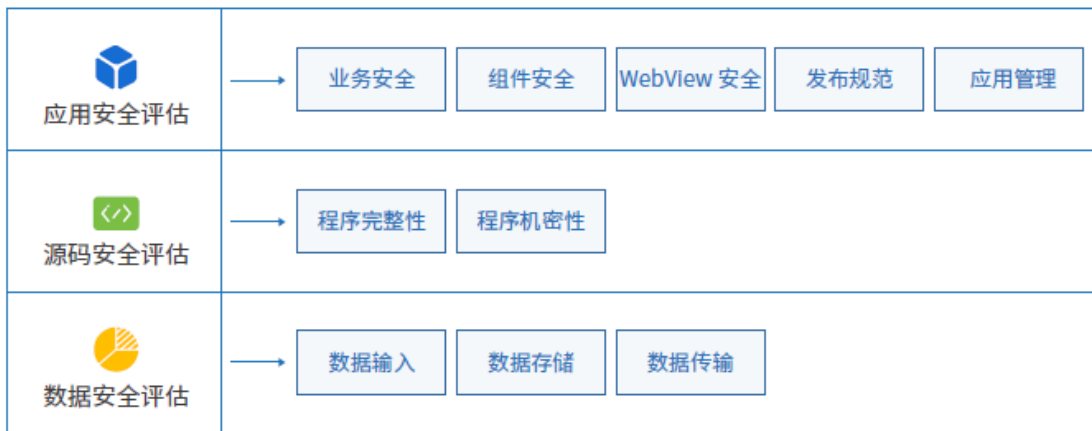 应用安全评估
业务安全
组件安全
WebView 安全
发布规范
应用管理
源码安全评估
程序完整性
程序机密性
数据安全评估
数据输入
数据存储
数据传输